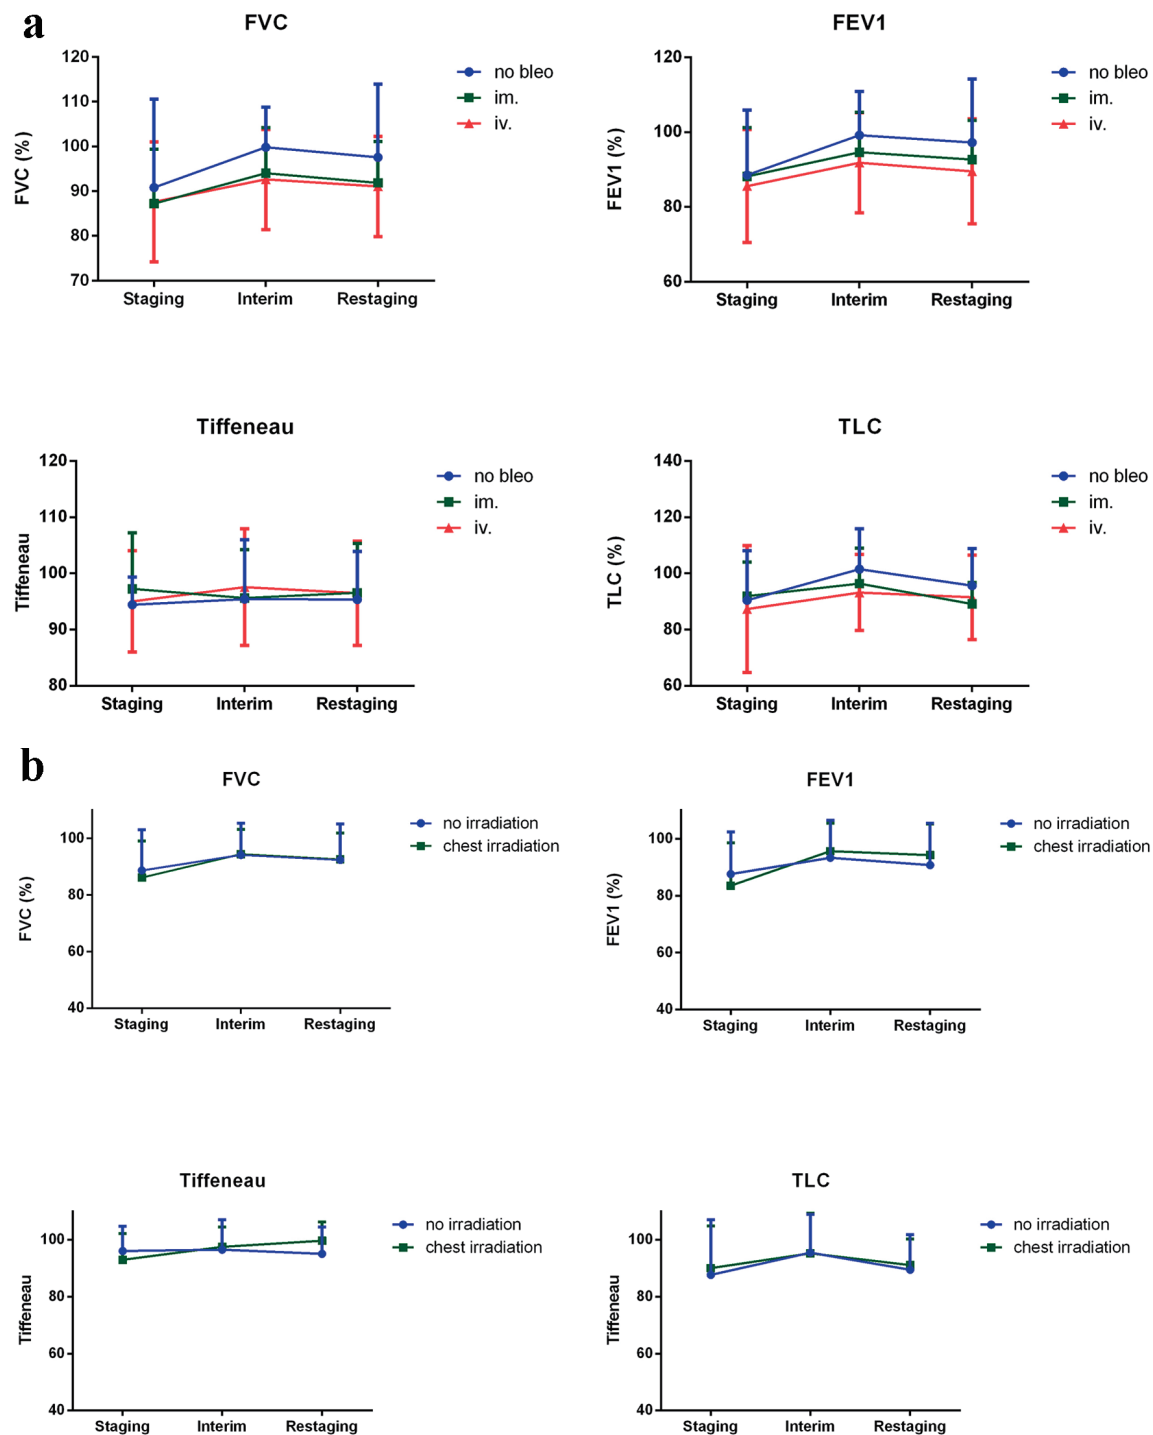 a
FVC
FVC (%)
120
110
100
90
80
70
Staging Interim Restaging
no bleo
im.
iv.
FEV1
FEV1 (%)
120
100
80
60
Staging Interim Restaging
no bleo
im.
iv.
Tiffeneau
Tiffeneau
120
110
100
90
80
Staging Interim Restaging
no bleo
im.
iv.
TLC
TLC (%)
140
120
100
80
60
Staging Interim Restaging
no bleo
im.
iv.
b
FVC
FVC (%)
100
80
60
40
Staging Interim Restaging
no irradiation
chest irradiation
FEV1
FEV1 (%)
100
80
60
40
Staging Interim Restaging
no irradiation
chest irradiation
Tiffeneau
Tiffeneau
100
80
60
40
Staging Interim Restaging
no irradiation
chest irradiation
TLC
Tiffeneau
100
80
60
40
Staging Interim Restaging
no irradiation
chest irradiation